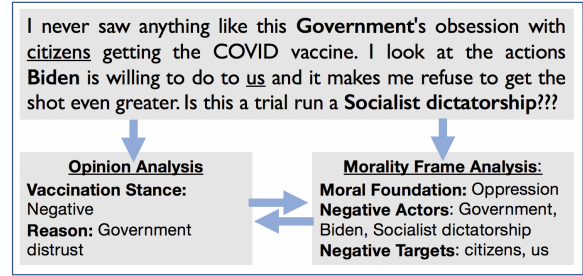 I never saw anything like this Government's obsession with
citizens getting the COVID vaccine. I look at the actions
Biden is willing to do to us and it makes me refuse to get the
shot even greater. Is this a trial run a Socialist dictatorship???
Opinion Analysis
Vaccination Stance:
Negative
Reason: Government
distrust
Morality Frame Analysis:
Moral Foundation: Oppression
Negative Actors: Government,
Biden, Socialist dictatorship
Negative Targets: citizens, us